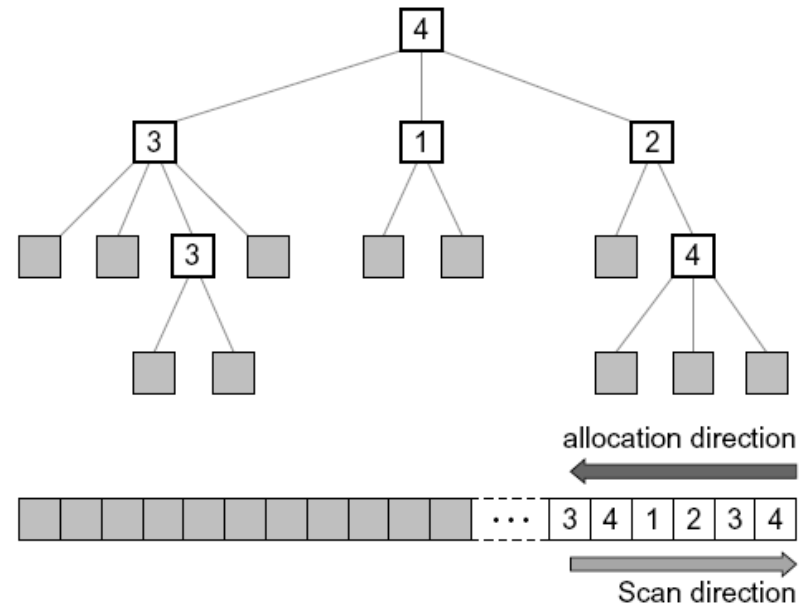 4
3 1 2
3 4
allocation direction
... 3 4 1 2 3 4
Scan direction